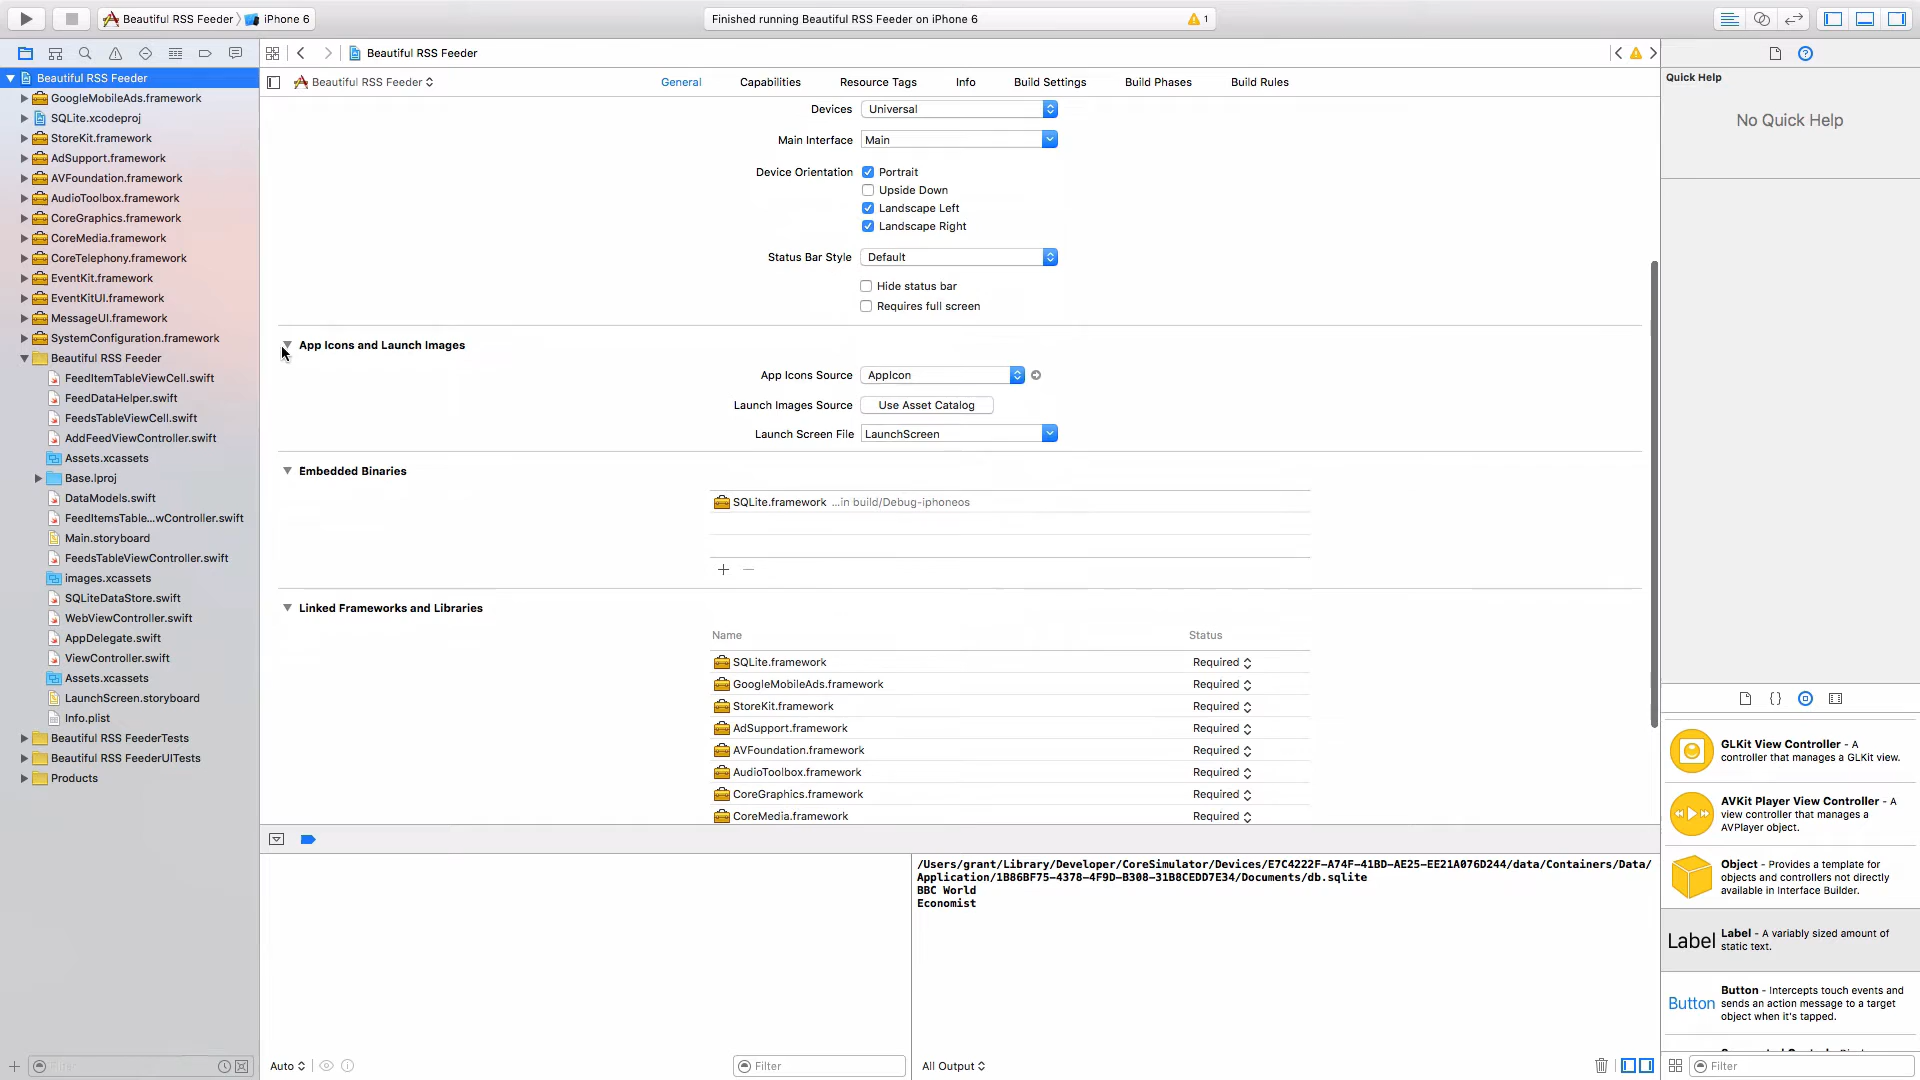 Beautiful RSS Feeder
iPhone 6
Finished running Beautiful RSS Feeder on iPhone 6
1
Beautiful RSS Feeder
GoogleMobileAds.framework
SQLite.xcodeproj
StoreKit.framework
AdSupport.framework
AVFoundation.framework
AudioToolbox.framework
CoreGraphics.framework
CoreMedia.framework
CoreTelephony.framework
EventKit.framework
EventKitUI.framework
MessageUI.framework
SystemConfiguration.framework
Beautiful RSS Feeder
FeedItemTableViewCell.swift
FeedDataHelper.swift
FeedsTableViewCell.swift
AddFeedViewController.swift
Assets.xcassets
Base.lproj
DataModels.swift
FeedItemsTable...wController.swift
Main.storyboard
FeedsTableViewController.swift
images.xcassets
SQLiteDataStore.swift
WebViewController.swift
AppDelegate.swift
ViewController.swift
Assets.xcassets
LaunchScreen.storyboard
Info.plist
Beautiful RSS FeederTests
Beautiful RSS FeederUITests
Products
Beautiful RSS Feeder
Beautiful RSS Feeder
General
Capabilities
Resource Tags
Info
Build Settings
Build Phases
Build Rules
Devices
Universal
Main Interface
Main
Device Orientation
Portrait
Upside Down
Landscape Left
Landscape Right
Status Bar Style
Default
Hide status bar
Requires full screen
App Icons and Launch Images
App Icons Source
AppIcon
Launch Images Source
Use Asset Catalog
Launch Screen File
LaunchScreen
Embedded Binaries
SQLite.framework ...in build/Debug-iphoneos
Linked Frameworks and Libraries
Name
Status
SQLite.framework
Required
GoogleMobileAds.framework
Required
StoreKit.framework
Required
AdSupport.framework
Required
AVFoundation.framework
Required
AudioToolbox.framework
Required
CoreGraphics.framework
Required
CoreMedia.framework
Required
/Users/grant/Library/Developer/CoreSimulator/Devices/E7C4222F-A74F-41BD-AE25-EE21A076D244/data/Containers/Data/
Application/1B86BF75-4378-4F9D-B308-31B8CEDD7E34/Documents/db.sqlite
BBC World
Economist
Auto
Filter
All Output
Quick Help
No Quick Help
GLKit View Controller - A
controller that manages a GLKit view.
AVKit Player View Controller - A
view controller that manages a
AVPlayer object.
Object - Provides a template for
objects and controllers not directly
available in Interface Builder.
Label
Label - A variably sized amount of
static text.
Button
Button - Intercepts touch events and
sends an action message to a target
object when it's tapped.
Filter